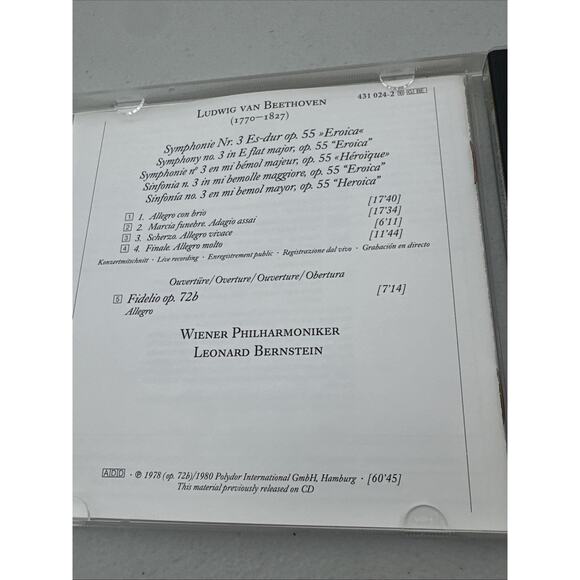 431 024-2
LUDWIG VAN BEETHOVEN
(1770–1827)
Symphonie Nr. 3 Es-dur op. 55 »Eroica«
Symphony no. 3 in E flat major, op. 55 "Eroica"
Symphonie n° 3 en mi bémol majeur, op. 55 «Héroïque»
Sinfonia n. 3 in mi bemolle maggiore, op. 55 "Eroica"
Sinfonía no. 3 en mi bemol mayor, op. 55 "Heroica"
1 1. Allegro con brio [17'40]
2 2. Marcia funebre. Adagio assai [17'34]
3 3. Scherzo. Allegro vivace [6'11]
4 4. Finale. Allegro molto [11'44]
Konzertmitschnitt · Live recording · Enregistrement public · Registrazione dal vivo · Grabación en directo
Ouvertüre/Overture/Ouverture/Obertura
5 Fidelio op. 72b [7'14]
Allegro
WIENER PHILHARMONIKER
LEONARD BERNSTEIN
ADD · ℗ 1978 (op. 72b)/1980 Polydor International GmbH, Hamburg · [60'45]
This material previously released on CD